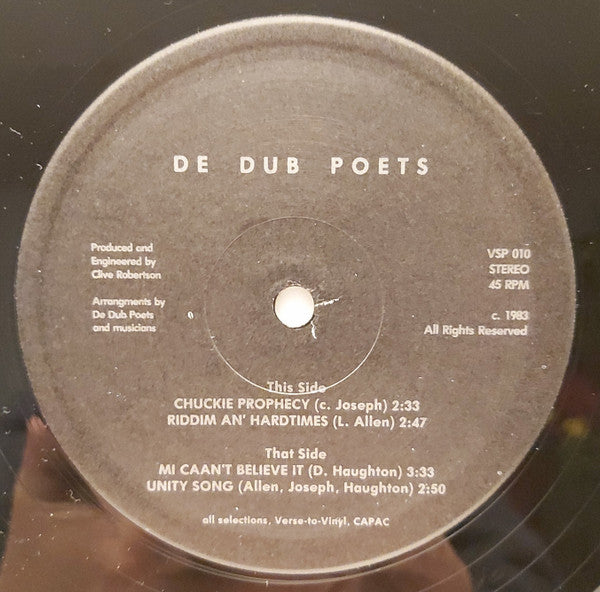 DE DUB POETS
Produced and
Engineered by
Clive Robertson
Arrangments by
De Dub Poets
and musicians
VSP 010
STEREO
45 RPM
c. 1983
All Rights Reserved
This Side
CHUCKIE PROPHECY (c. Joseph) 2:33
RIDDIM AN' HARDTIMES (L. Allen) 2:47
That Side
MI CAAN'T BELIEVE IT (D. Haughton) 3:33
UNITY SONG (Allen, Joseph, Haughton) 2:50
all selections, Verse-to-Vinyl, CAPAC